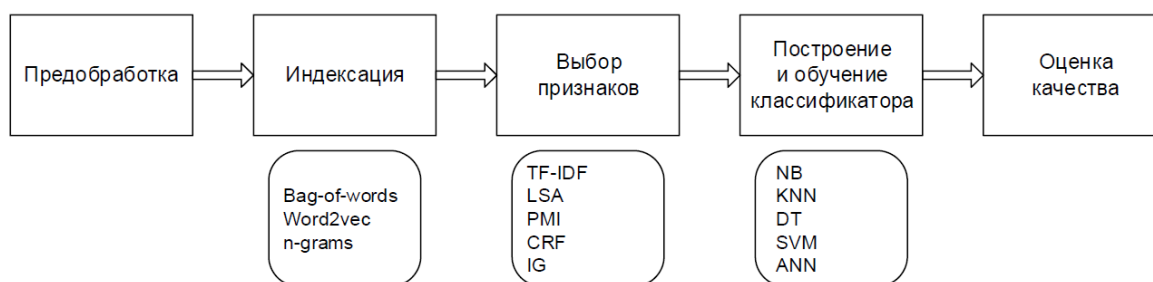 Предобработка
Индексация
Выбор
признаков
Построение
и обучение
классификатора
Оценка
качества
Bag-of-words
Word2vec
n-grams
TF-IDF
LSA
PMI
CRF
IG
NB
KNN
DT
SVM
ANN